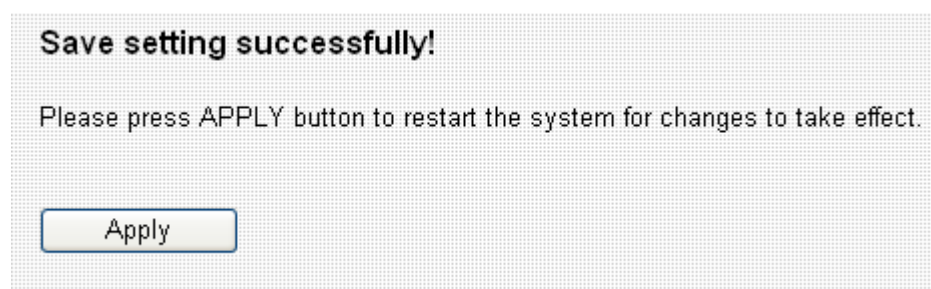 Save setting successfully!
Please press APPLY button to restart the system for changes to take effect.
Apply